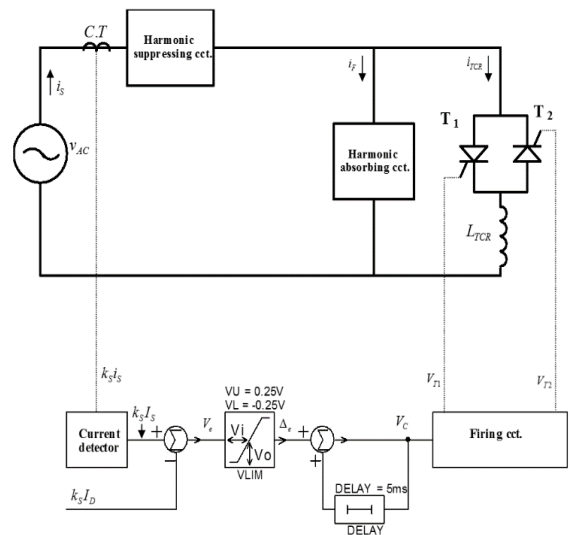 C.T
Harmonic
suppressing cct.
i_S
i_F
i_TCR
T_1
T_2
v_AC
Harmonic
absorbing cct.
L_TCR
k_S i_S
V_T1
V_T2
VU = 0.25V
VL = -0.25V
Current
detector
k_S I_S
+
−
V_e
Vi
Vo
VLIM
Δ_e
+
+
V_C
Firing cct.
k_S I_D
DELAY = 5ms
DELAY